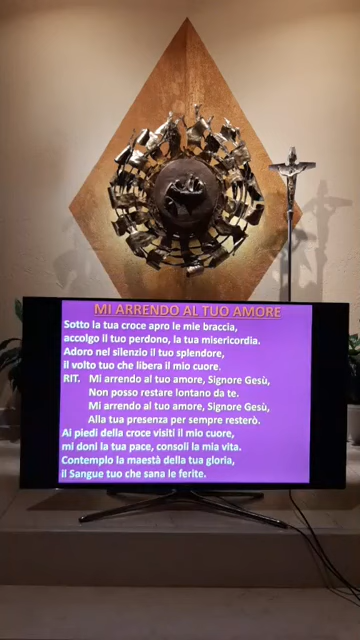 MI ARRENDO AL TUO AMORE
Sotto la tua croce apro le mie braccia,
accolgo il tuo perdono, la tua misericordia.
Adoro nel silenzio il tuo splendore,
il volto tuo che libera il mio cuore.
RIT. Mi arrendo al tuo amore, Signore Gesù,
Non posso restare lontano da te.
Mi arrendo al tuo amore, Signore Gesù,
Alla tua presenza per sempre resterò.
Ai piedi della croce visiti il mio cuore,
mi doni la tua pace, consoli la mia vita.
Contemplo la maestà della tua gloria,
il Sangue tuo che sana le ferite.